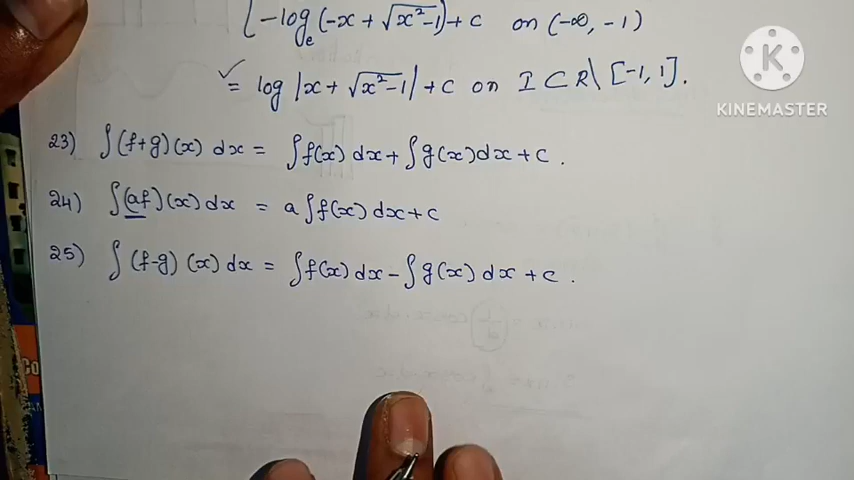 [-log_e(-x + √(x²-1) + c on (-∞, -1)
= log |x + √(x²-1)| + c on I ⊂ R\ [-1, 1].
K
KINEMASTER
23) ∫(f+g)(x) dx = ∫f(x) dx + ∫g(x)dx + c.
24) ∫(af)(x) dx = a ∫f(x) dx + c
25) ∫(f-g)(x) dx = ∫f(x) dx - ∫g(x) dx + c.
Co